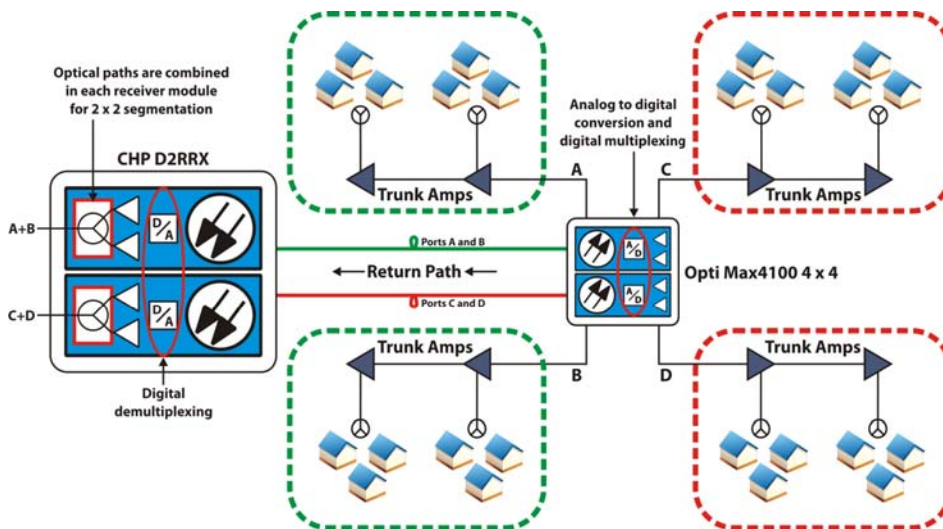 Optical paths are combined
in each receiver module
for 2 x 2 segmentation
CHP D2RRX
A+B
D/A
C+D
D/A
Digital
demultiplexing
Trunk Amps
A
Analog to digital
conversion and
digital multiplexing
C
Trunk Amps
Ports A and B
Return Path
Ports C and D
A/D
A/D
Opti Max4100 4 x 4
Trunk Amps
B
D
Trunk Amps